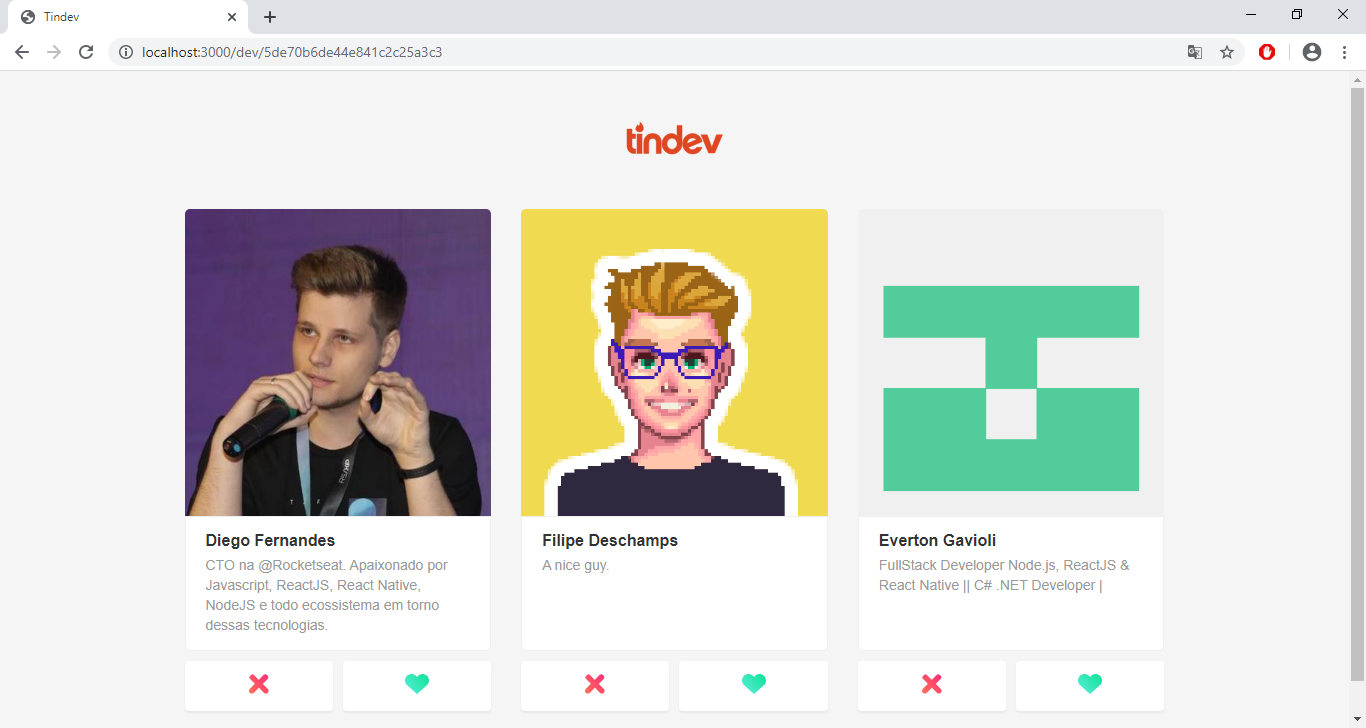 Tindev
localhost:3000/dev/5de70b6de44e841c2c25a3c3
tindev
Diego Fernandes
CTO na @Rocketseat. Apaixonado por
Javascript, ReactJS, React Native,
NodeJS e todo ecossistema em torno
dessas tecnologias.
Filipe Deschamps
A nice guy.
Everton Gavioli
FullStack Developer Node.js, ReactJS &
React Native || C# .NET Developer |